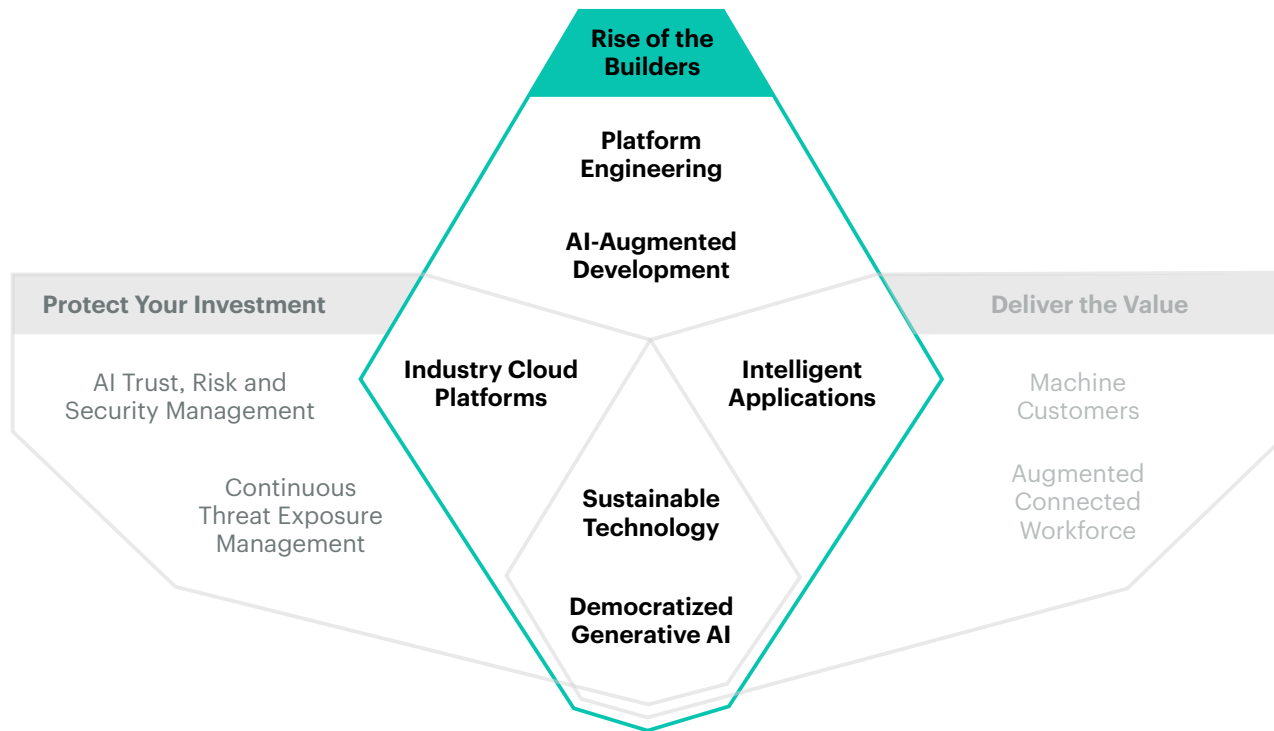 Rise of the
Builders
Platform
Engineering
AI-Augmented
Development
Protect Your Investment
AI Trust, Risk and
Security Management
Continuous
Threat Exposure
Management
Industry Cloud
Platforms
Intelligent
Applications
Sustainable
Technology
Democratized
Generative AI
Deliver the Value
Machine
Customers
Augmented
Connected
Workforce